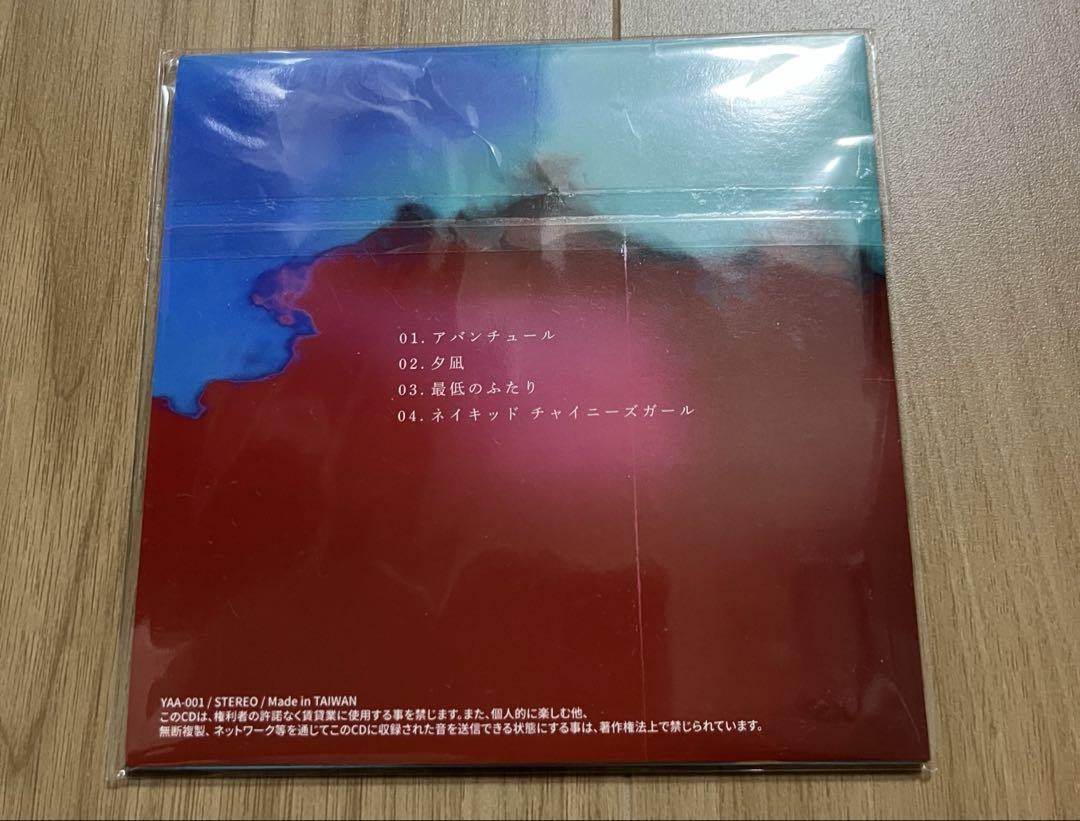 01. アバンチュール
02. 夕凪
03. 最低のふたり
04. ネイキッド チャイニーズガール
YAA-001 / STEREO / Made in TAIWAN
このCDは、権利者の許諾なく賃貸業に使用する事を禁じます。また、個人的に楽しむ他、
無断複製、ネットワーク等を通じてこのCDに収録された音を送信できる状態にする事は、著作権法上で禁じられています。